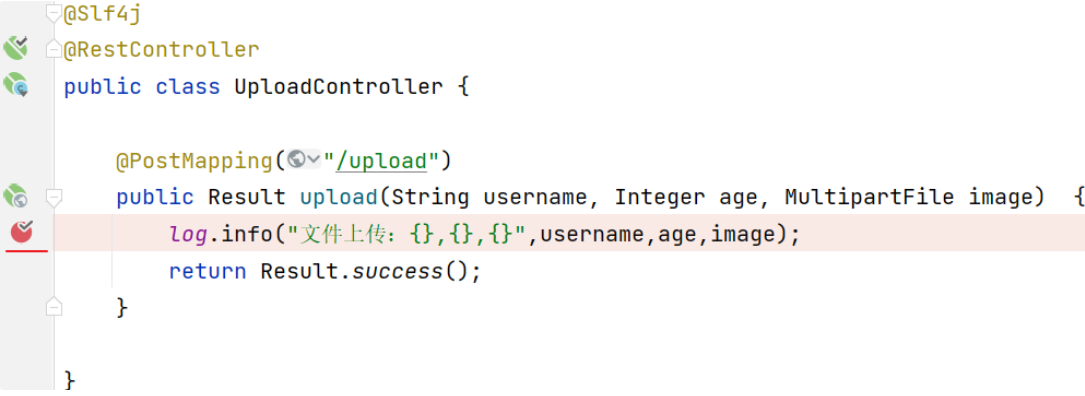 @Slf4j
@RestController
public class UploadController {
@PostMapping("/upload")
public Result upload(String username, Integer age, MultipartFile image)  {
log.info("文件上传：{},{},{}",username,age,image);
return Result.success();
}
}